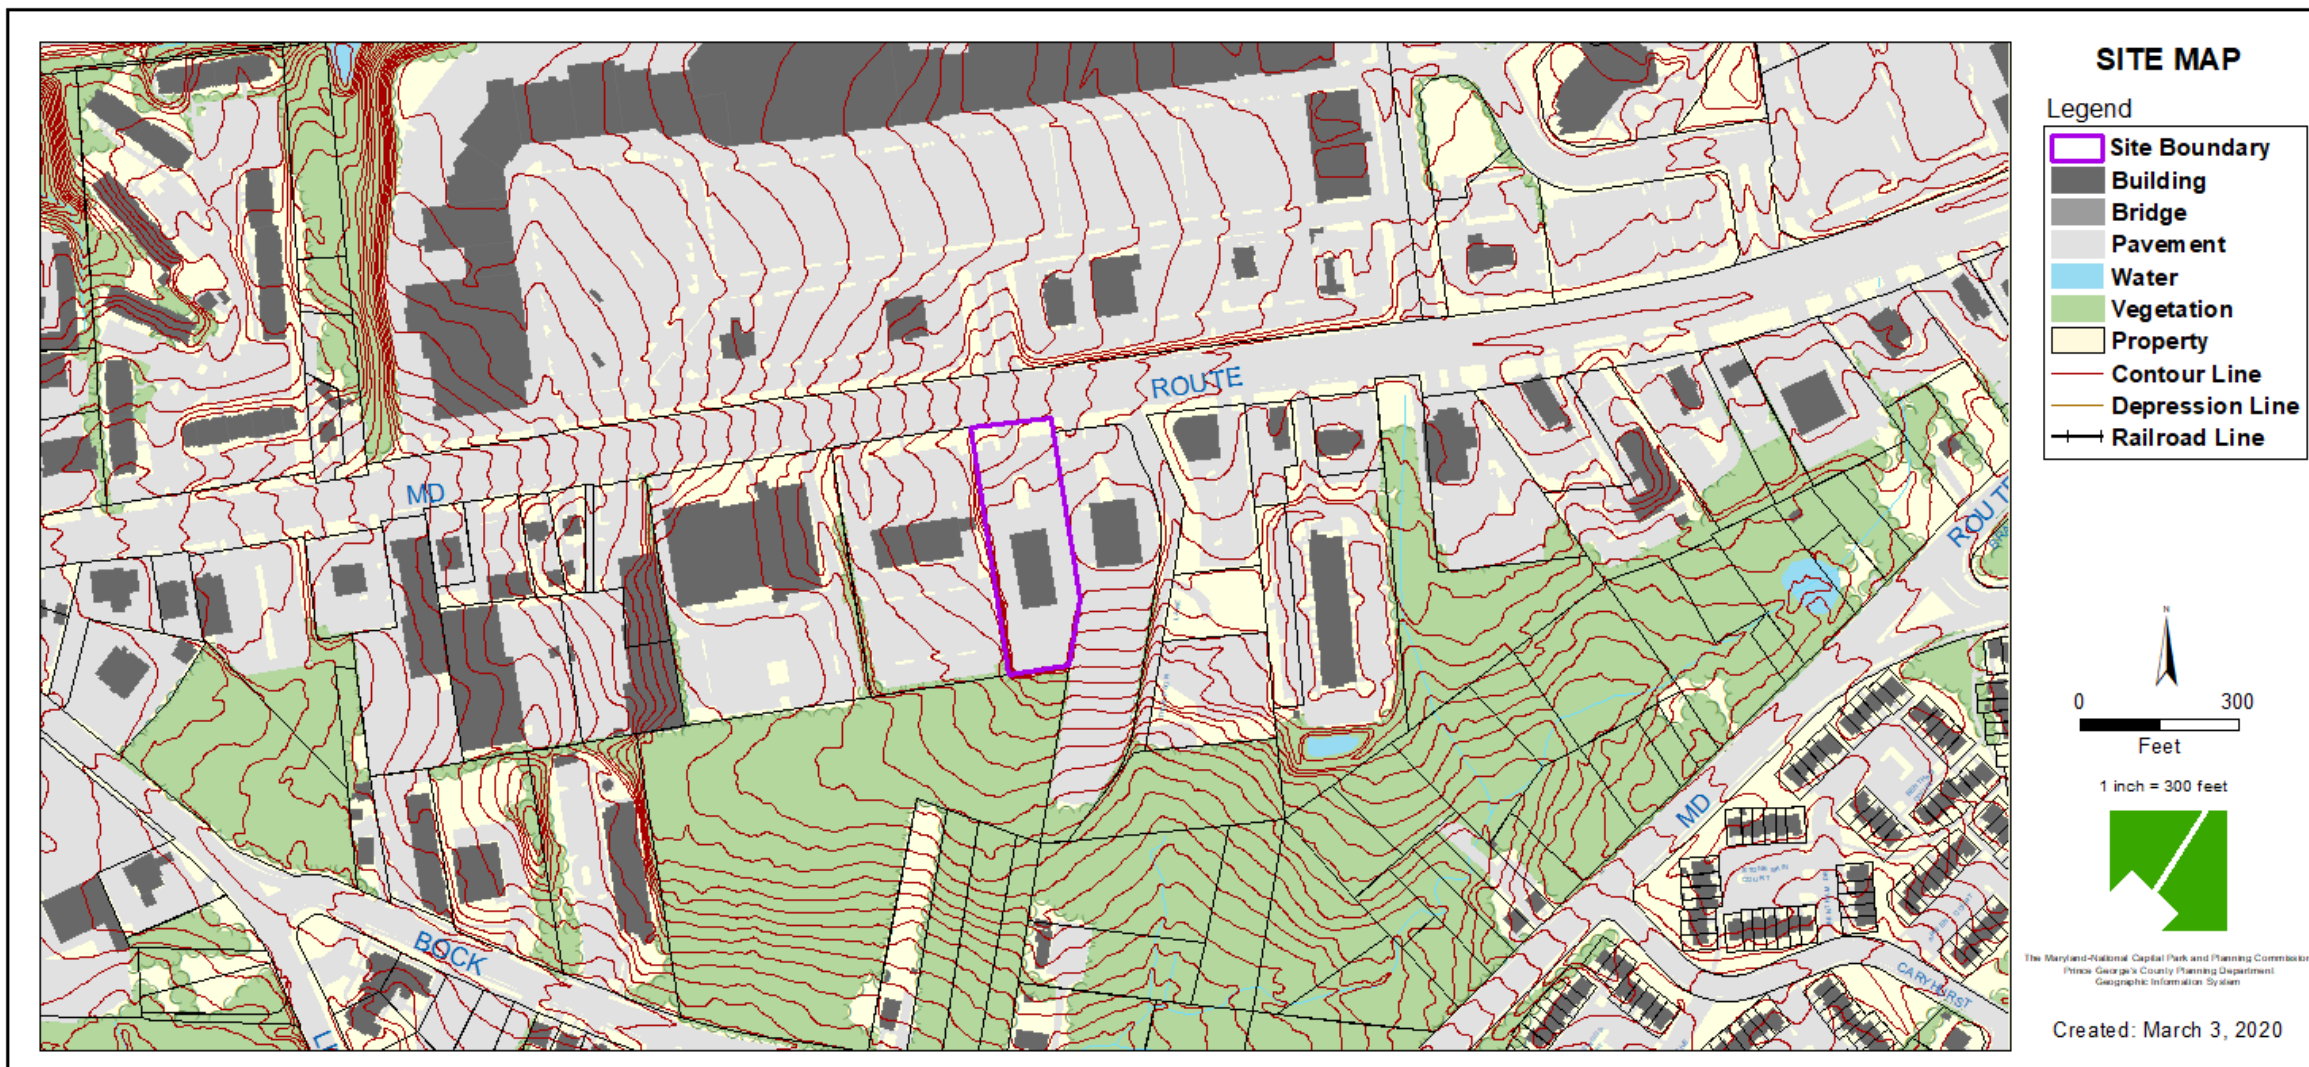 SITE MAP
Legend
Site Boundary
Building
Bridge
Pavement
Water
Vegetation
Property
Contour Line
Depression Line
Railroad Line
ROUTE
MD
ROUTE
MD
BOCK
CARYHURST
STONE
COURT
N
0 300
Feet
1 inch = 300 feet
The Maryland-National Capital Park and Planning Commission
Prince George's County Planning Department
Geographic Information System
Created: March 3, 2020